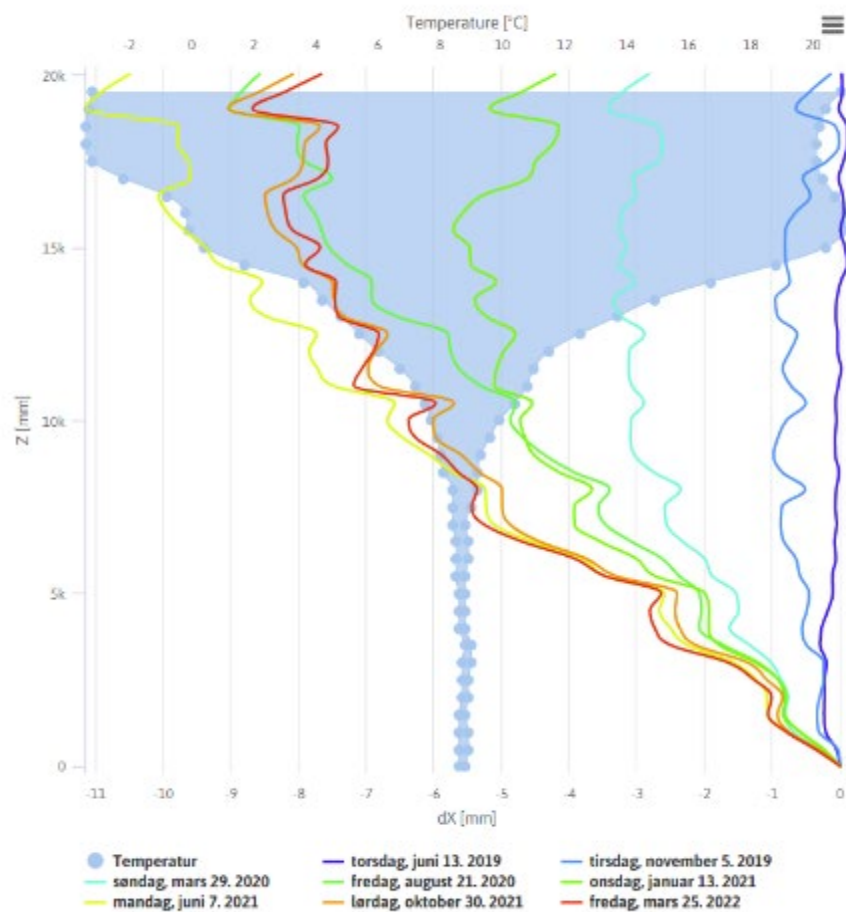 Temperature [°C]
-2 0 2 4 6 8 10 12 14 16 18 20
20k
15k
Z [mm]
10k
5k
0
-11 -10 -9 -8 -7 -6 -5 -4 -3 -2 -1 0
dX [mm]
Temperatur torsdag, juni 13. 2019 tirsdag, november 5. 2019
søndag, mars 29. 2020 fredag, august 21. 2020 onsdag, januar 13. 2021
mandag, juni 7. 2021 lørdag, oktober 30. 2021 fredag, mars 25. 2022